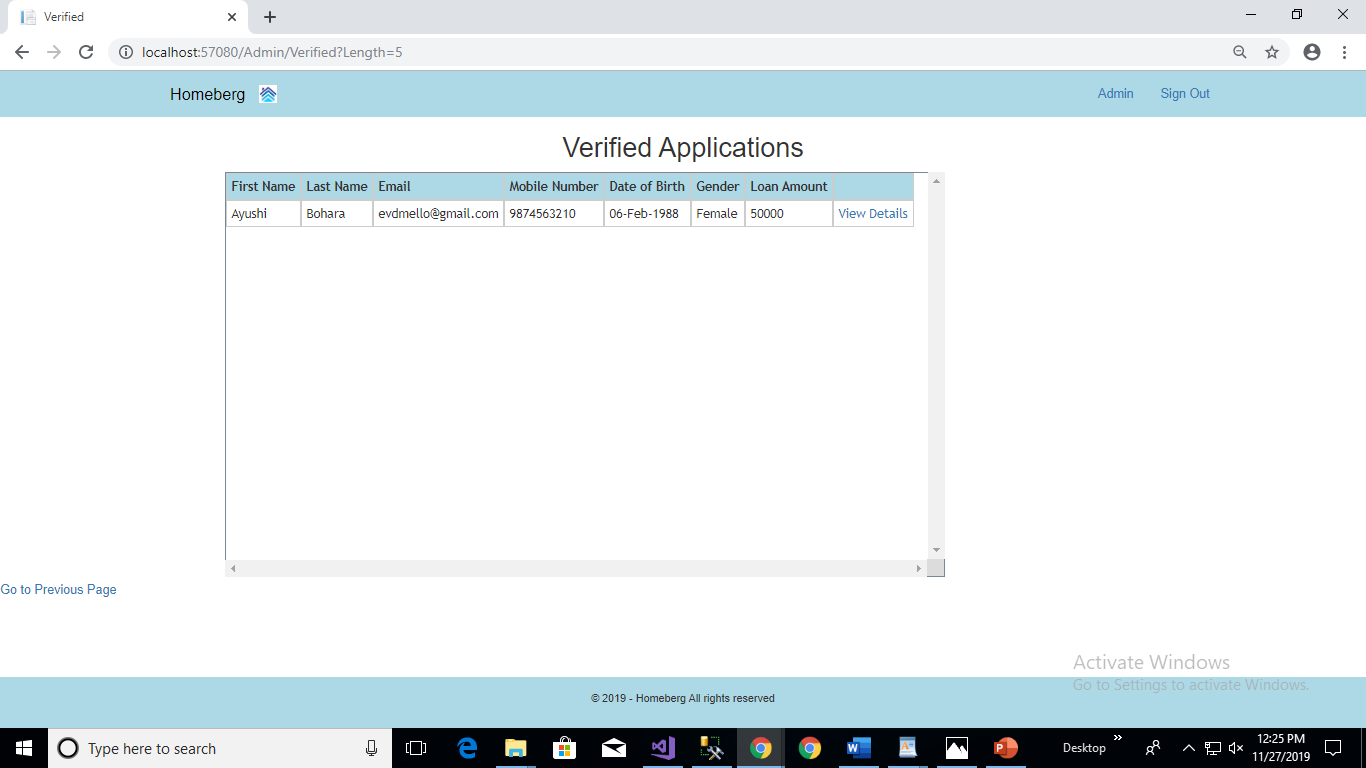 Verified
localhost:57080/Admin/Verified?Length=5
Homeberg
Admin
Sign Out
Verified Applications
First Name Last Name Email Mobile Number Date of Birth Gender Loan Amount
Ayushi Bohara evdmello@gmail.com 9874563210 06-Feb-1988 Female 50000 View Details
Go to Previous Page
Activate Windows
Go to Settings to activate Windows.
© 2019 - Homeberg All rights reserved
Type here to search
Desktop
12:25 PM
11/27/2019